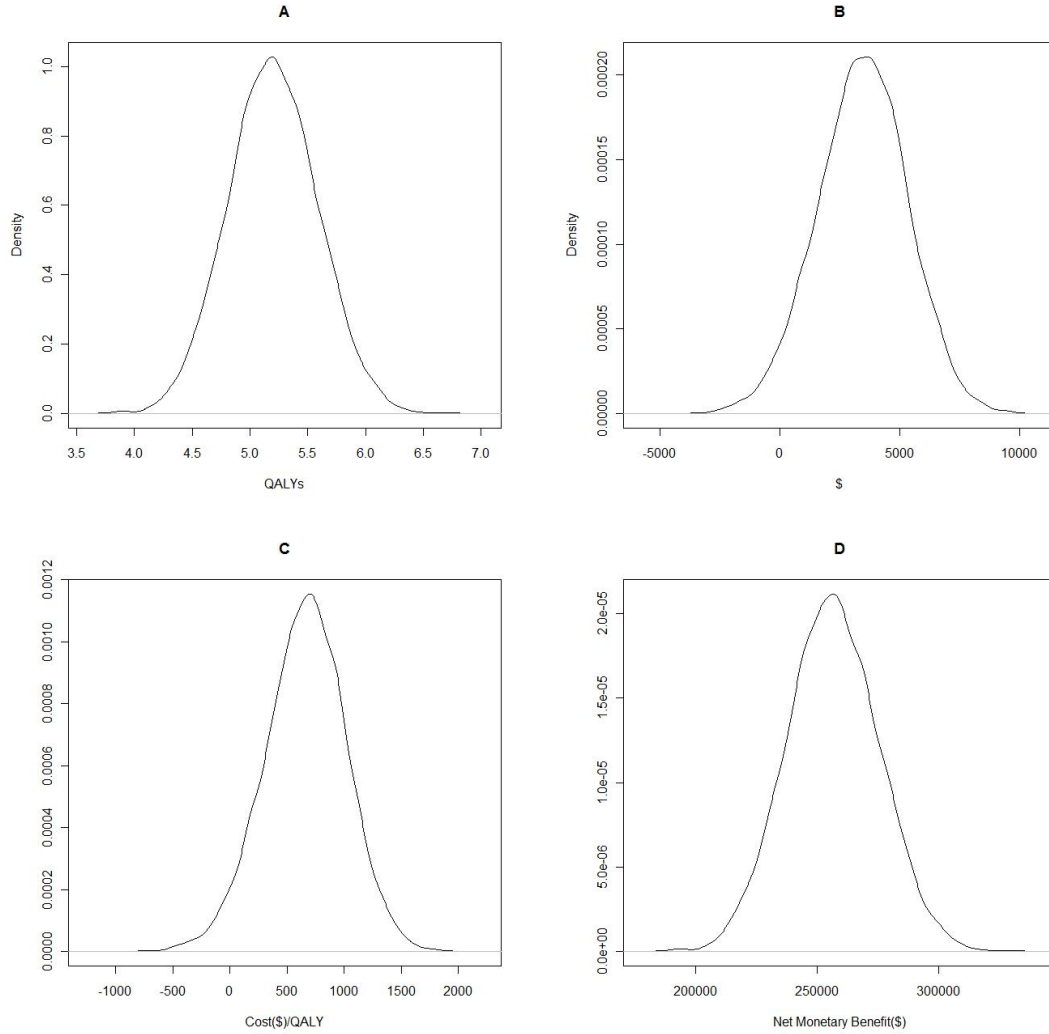 A
Density
0.0 0.2 0.4 0.6 0.8 1.0
3.5 4.0 4.5 5.0 5.5 6.0 6.5 7.0
QALYs
B
Density
0.00000 0.00005 0.00010 0.00015 0.00020
-5000 0 5000 10000
$
C
0.0000 0.0002 0.0004 0.0006 0.0008 0.0010 0.0012
-1000 -500 0 500 1000 1500 2000
Cost($)/QALY
D
0.0e+00 5.0e-06 1.0e-05 1.5e-05 2.0e-05
200000 250000 300000
Net Monetary Benefit($)